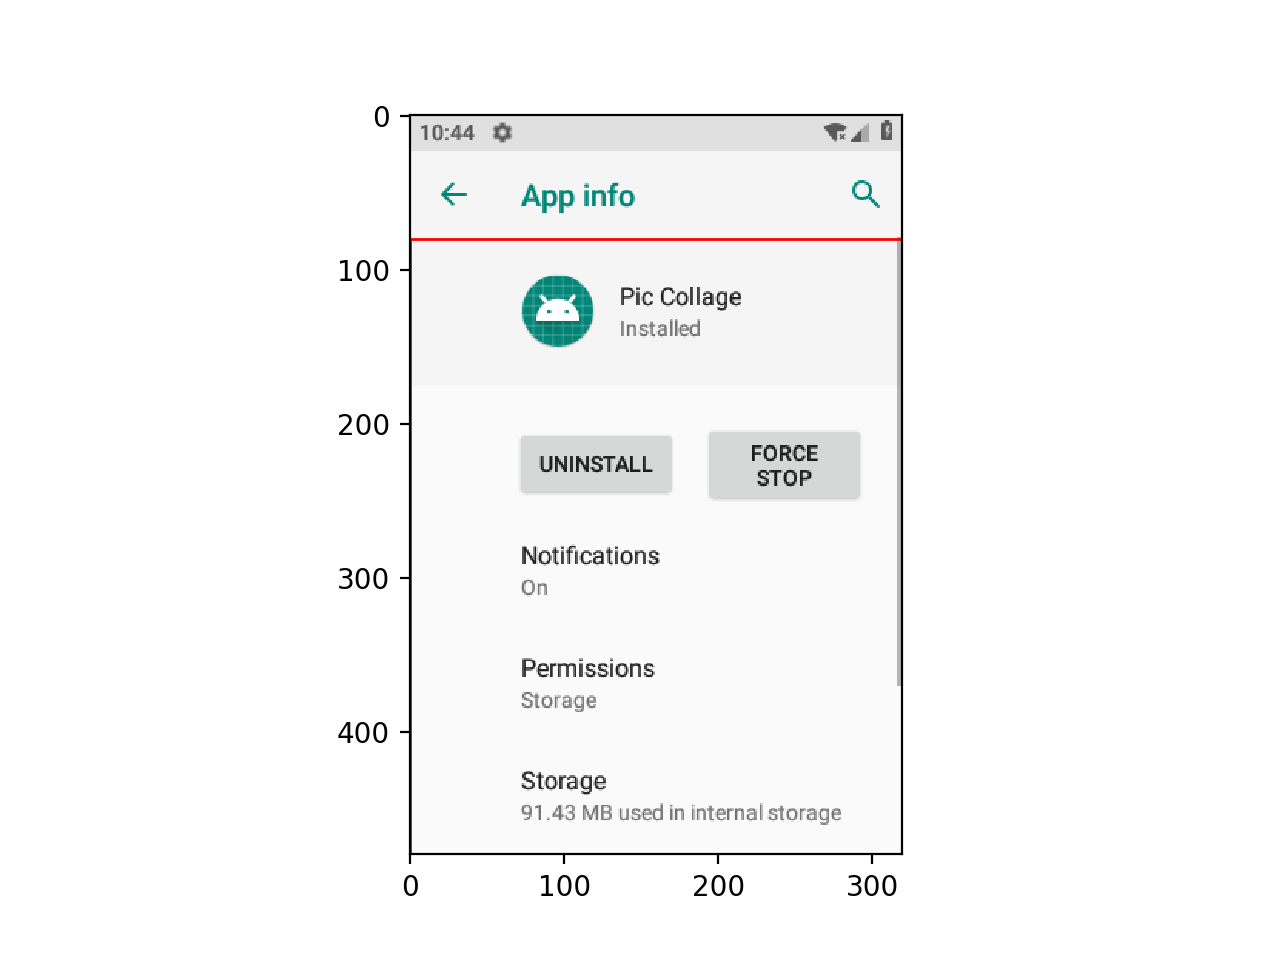 0
100
200
300
400
0 100 200 300
10:44
App info
Pic Collage
Installed
UNINSTALL
FORCE
STOP
Notifications
On
Permissions
Storage
Storage
91.43 MB used in internal storage